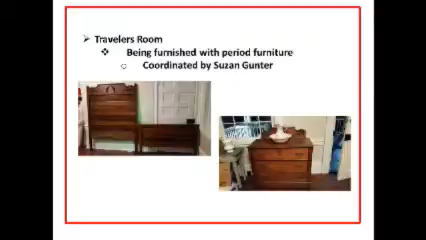 Travelers Room
Being furnished with period furniture
Coordinated by Suzan Gunter